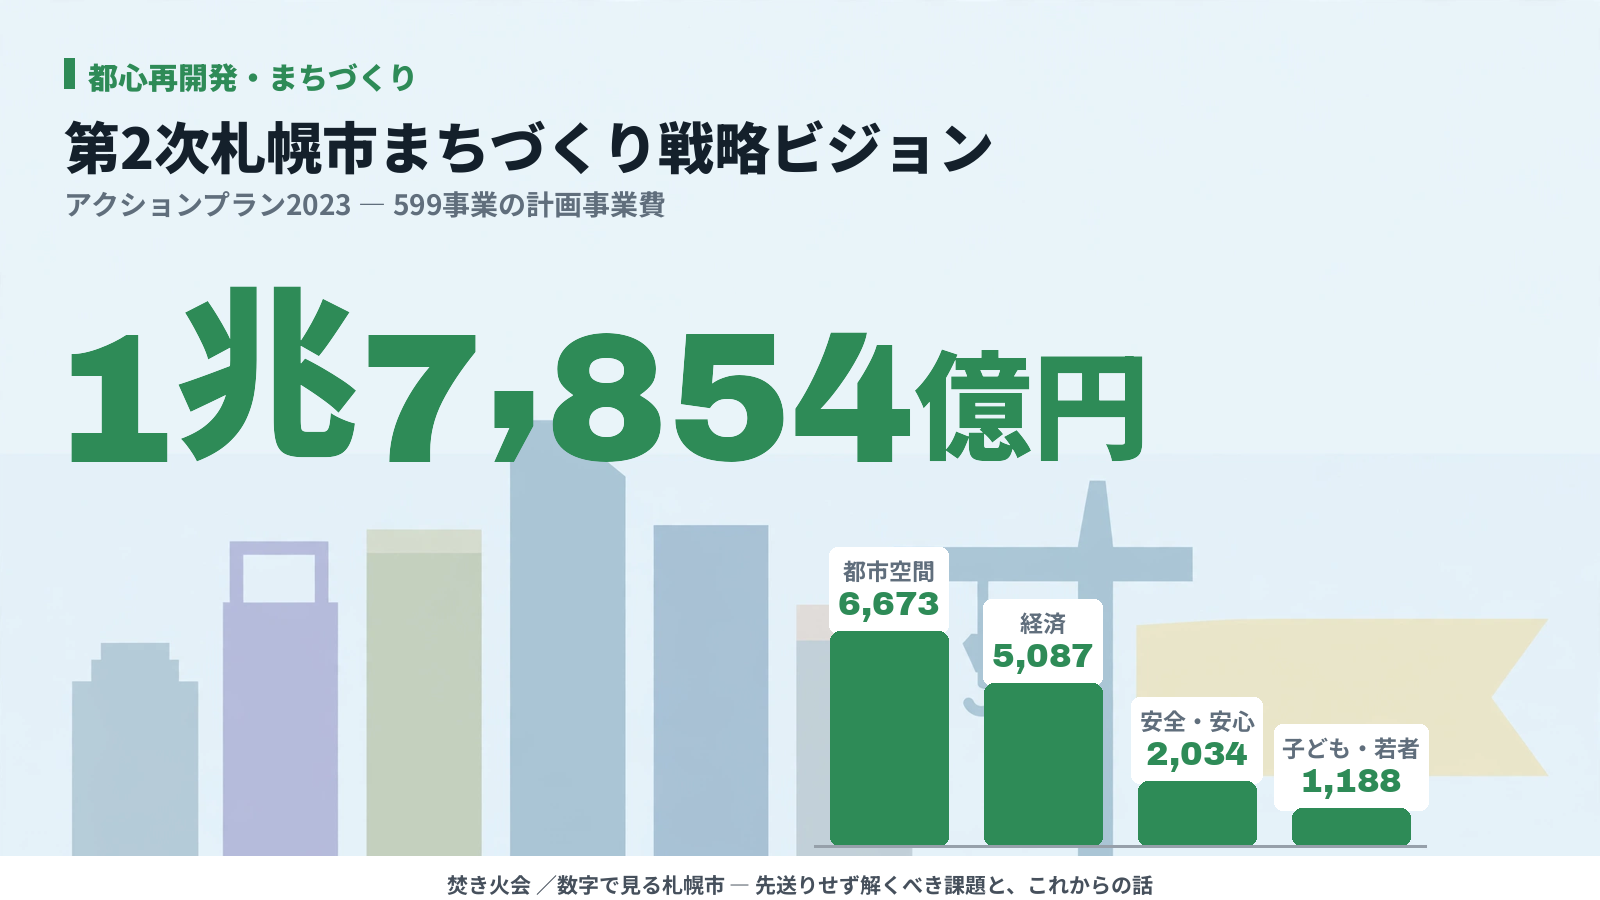 都心再開発・まちづくり
第2次札幌市まちづくり戦略ビジョン
アクションプラン2023 — 599事業の計画事業費
1兆7,854億円
都市空間
6,673
経済
5,087
安全・安心
2,034
子ども・若者
1,188
焚き火会 ／数字で見る札幌市 — 先送りせず解くべき課題と、これからの話